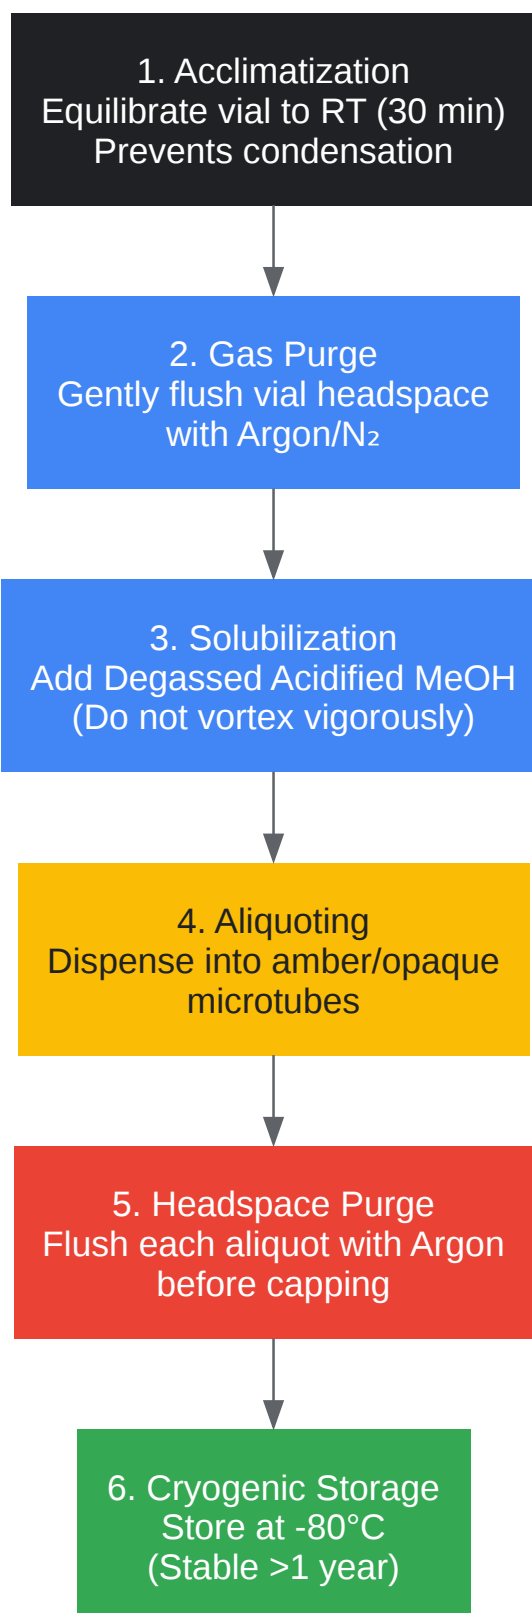 1. Acclimatization
Equilibrate vial to RT (30 min)
Prevents condensation
2. Gas Purge
Gently flush vial headspace
with Argon/N₂
3. Solubilization
Add Degassed Acidified MeOH
(Do not vortex vigorously)
4. Aliquoting
Dispense into amber/opaque
microtubes
5. Headspace Purge
Flush each aliquot with Argon
before capping
6. Cryogenic Storage
Store at -80°C
(Stable >1 year)